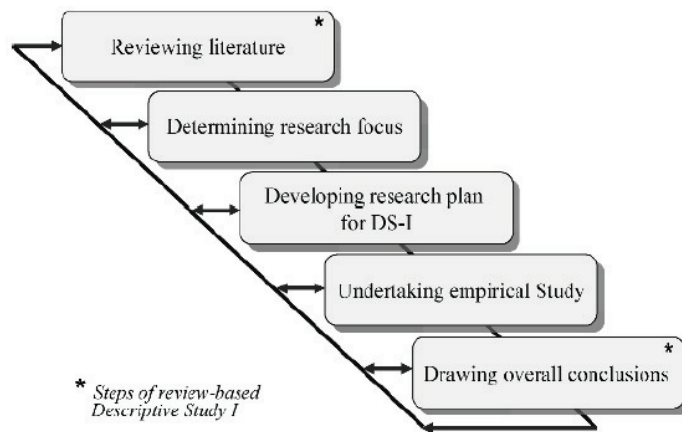 *
Reviewing literature
Determining research focus
Developing research plan
for DS-I
Undertaking empirical Study
*
Drawing overall conclusions
* Steps of review-based
Descriptive Study I